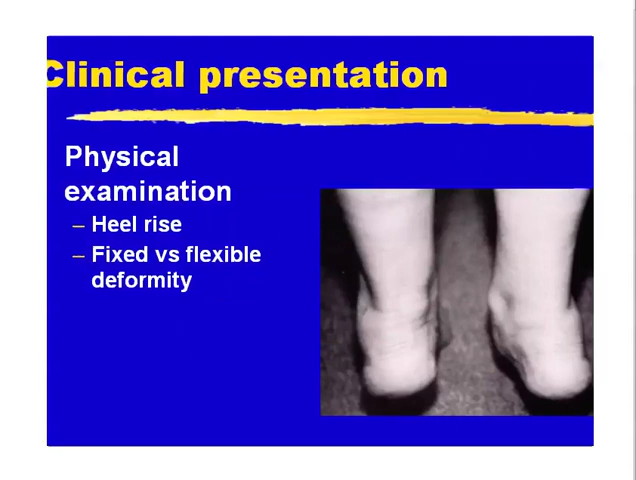 Clinical presentation
Physical
examination
– Heel rise
– Fixed vs flexible
deformity